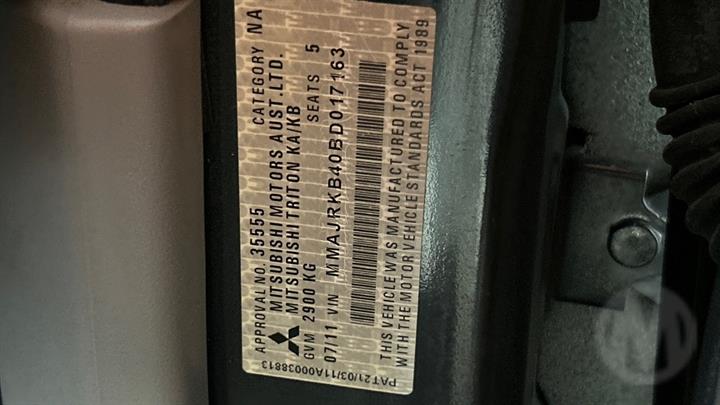 APPROVAL NO. 35555 CATEGORY NA
MITSUBISHI MOTORS AUST.LTD.
MITSUBISHI TRITON KA/KB
GVM 2900 KG SEATS 5
07/11 VIN MMAJRKB40BD017163
THIS VEHICLE WAS MANUFACTURED TO COMPLY
WITH THE MOTOR VEHICLE STANDARDS ACT 1989
PAT21/03/11A00038813
M